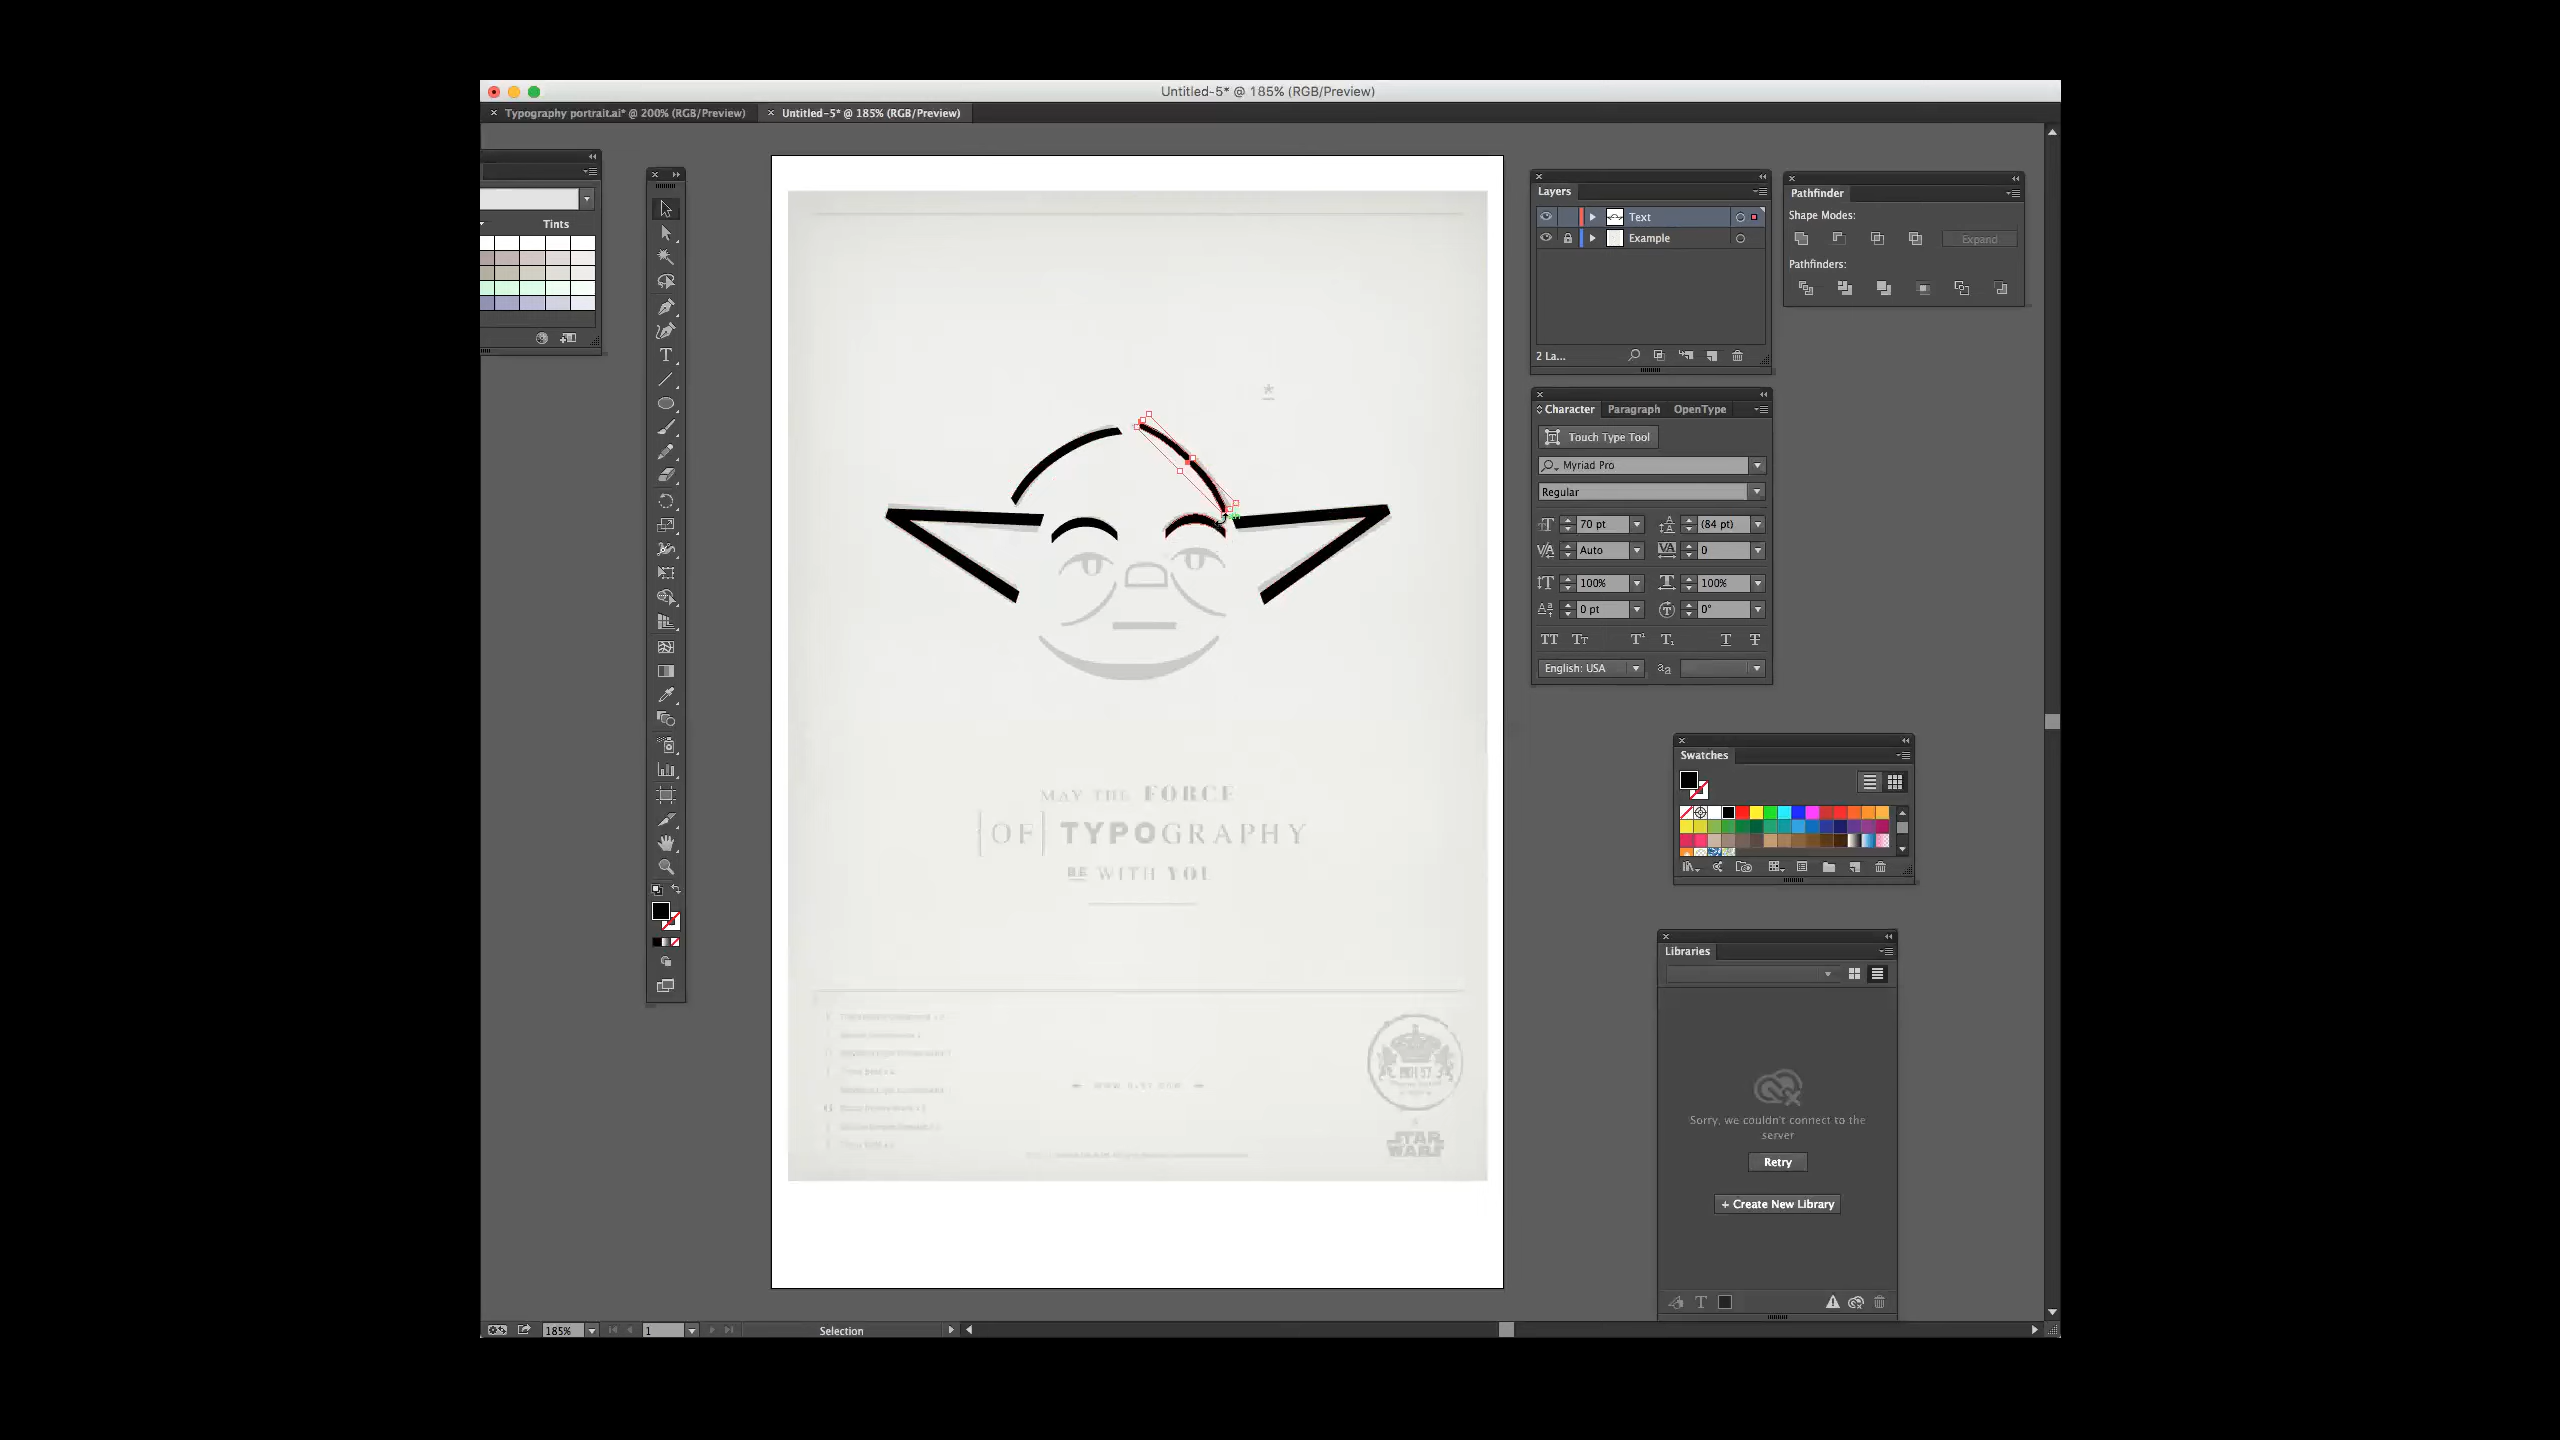 Untitled-5* @ 185% (RGB/Preview)
Typography portrait.ai* @ 200% (RGB/Preview)
Untitled-5* @ 185% (RGB/Preview)
Tints
Layers
Text
Example
2 La...
Pathfinder
Shape Modes:
Expand
Pathfinders:
Character Paragraph OpenType
Touch Type Tool
Myriad Pro
Regular
70 pt (84 pt)
Auto 0
100% 100%
0 pt 0°
English: USA
Swatches
Libraries
Sorry, we couldn't connect to the
server
Retry
+ Create New Library
*
MAY THE FORCE
[OF] TYPOGRAPHY
BE WITH YOU
STAR
WARS
185%
1
Selection